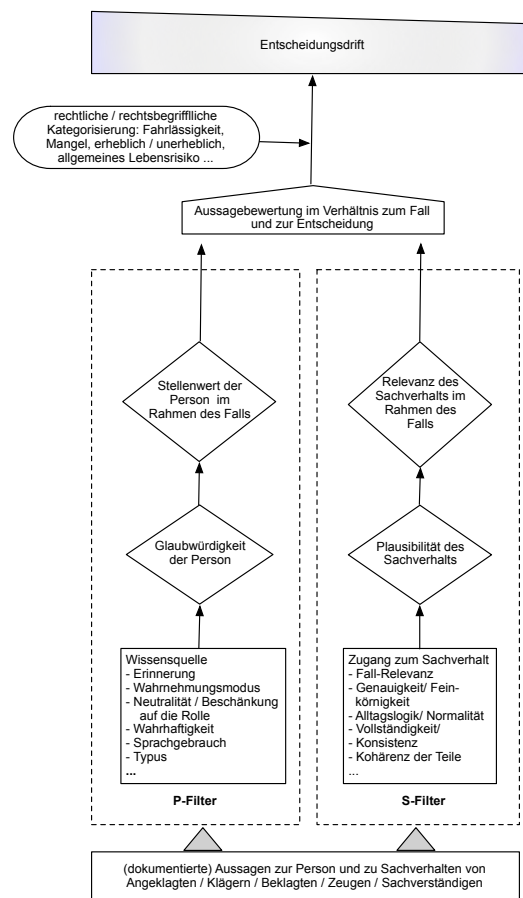 Entscheidungsdrift
rechtliche / rechtsbegrifflliche
Kategorisierung: Fahrlässigkeit,
Mangel, erheblich / unerheblich,
allgemeines Lebensrisiko ...
Aussagebewertung im Verhältnis zum Fall
und zur Entscheidung
Stellenwert der
Person im
Rahmen des Falls
Relevanz des
Sachverhalts im
Rahmen des
Falls
Glaubwürdigkeit
der Person
Plausibilität des
Sachverhalts
Wissensquelle
- Erinnerung
- Wahrnehmungsmodus
- Neutralität / Beschänkung
auf die Rolle
- Wahrhaftigkeit
- Sprachgebrauch
- Typus
...
Zugang zum Sachverhalt
- Fall-Relevanz
- Genauigkeit/ Fein-
körnigkeit
- Alltagslogik/ Normalität
- Vollständigkeit/
- Konsistenz
- Kohärenz der Teile
...
P-Filter
S-Filter
(dokumentierte) Aussagen zur Person und zu Sachverhalten von
Angeklagten / Klägern / Beklagten / Zeugen / Sachverständigen